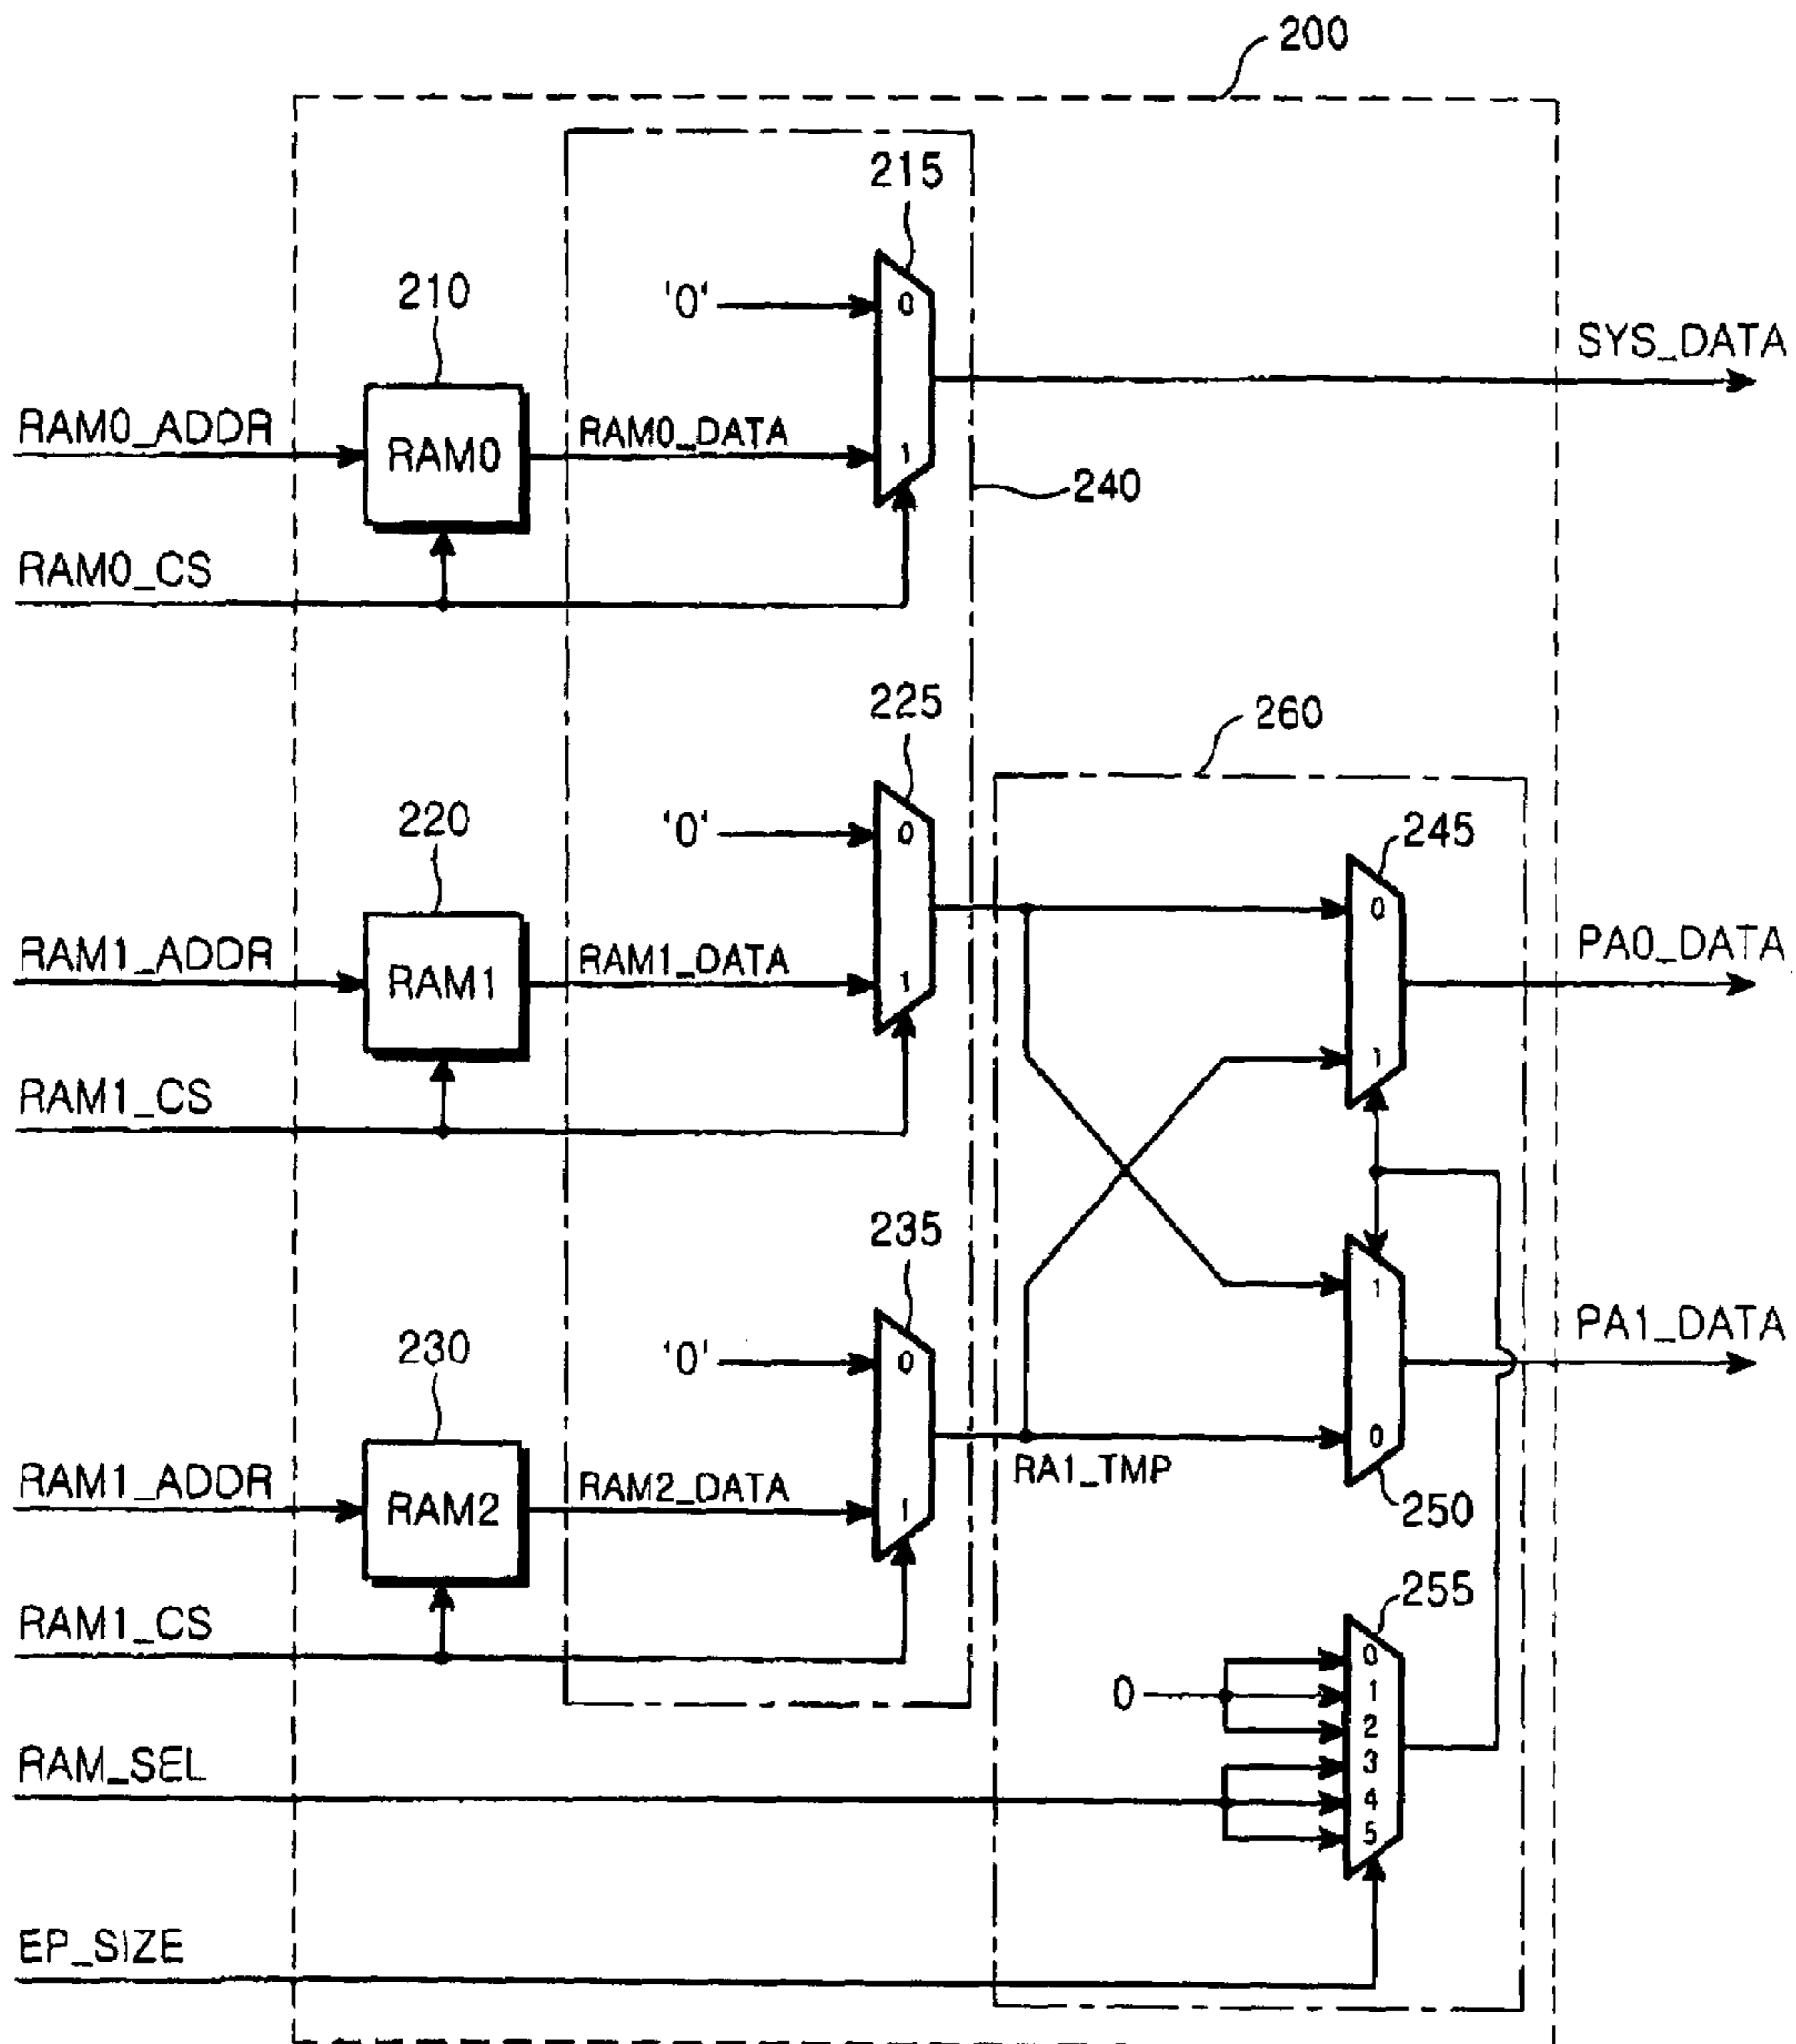 200
215
'0'
0
210
SYS_DATA
RAM0_ADDR
RAM0
RAM0_DATA
1
240
RAM0_CS
225
260
'0'
0
245
220
0
RAM1_ADDR
RAM1
RAM1_DATA
1
PA0_DATA
1
RAM1_CS
235
1
'0'
0
PA1_DATA
230
0
RAM1_ADDR
RAM2
RAM2_DATA
1
RA1_TMP
250
RAM1_CS
255
0
0
1
2
RAM_SEL
3
4
5
EP_SIZE